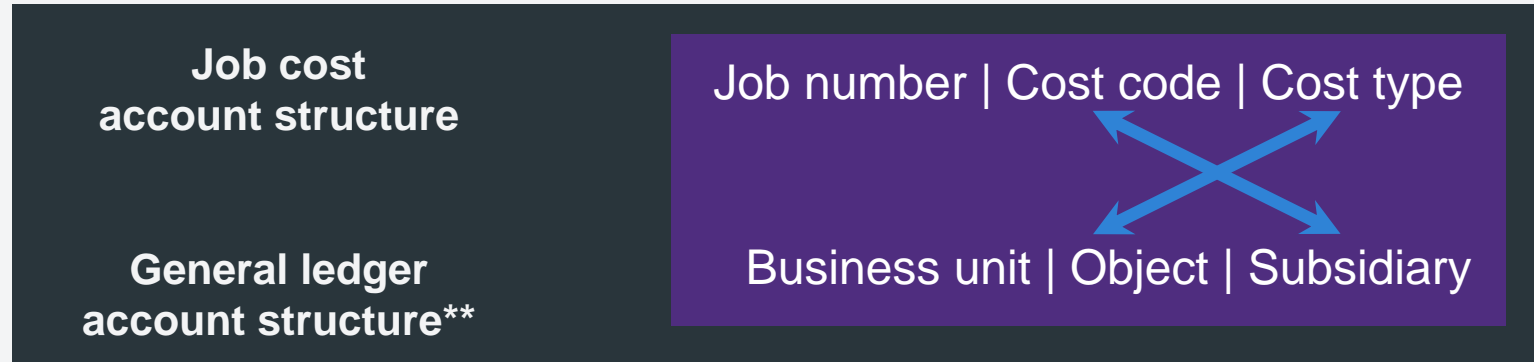 Job cost
account structure
Job number | Cost code | Cost type
General ledger
account structure**
Business unit | Object | Subsidiary